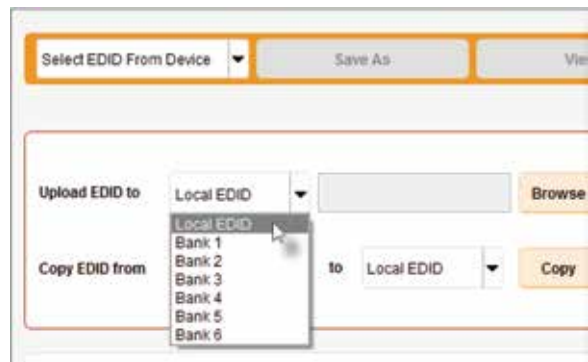 Select EDID From Device Save As
Upload EDID to Local EDID Browse
Local EDID
Bank 1
Bank 2
Copy EDID from to Local EDID Copy
Bank 3
Bank 4
Bank 5
Bank 6